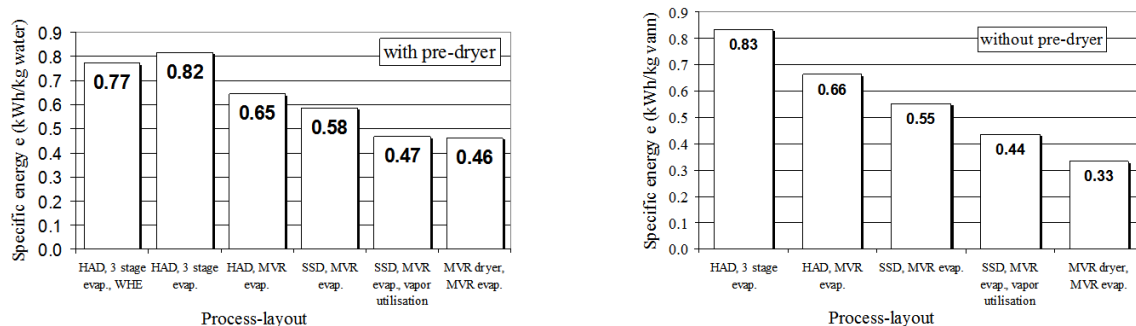 Specific energy e (kWh/kg water)
0.9
0.8
0.7
0.6
0.5
0.4
0.3
0.2
0.1
0.0
with pre-dryer
0.77
0.82
0.65
0.58
0.47
0.46
HAD, 3 stage
evap., WHE
HAD, 3 stage
evap.
HAD, MVR
evap.
SSD, MVR
evap.
SSD, MVR
evap., vapor
utilisation
MVR dryer,
MVR evap.
Process-layout
Specific energy e (kWh/kg vann)
0.9
0.8
0.7
0.6
0.5
0.4
0.3
0.2
0.1
0.0
without pre-dryer
0.83
0.66
0.55
0.44
0.33
HAD, 3 stage
evap.
HAD, MVR
evap.
SSD, MVR evap.
SSD, MVR
evap., vapor
utilisation
MVR dryer,
MVR evap.
Process-layout